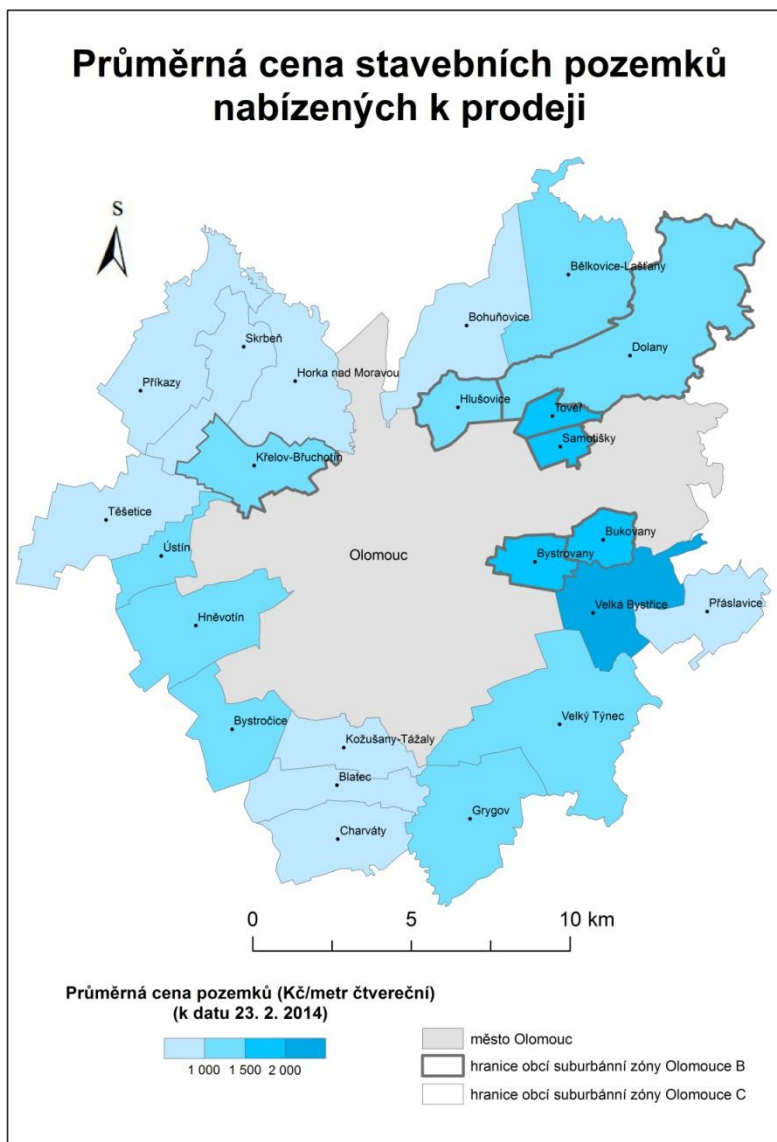 Průměrná cena stavebních pozemků
nabízených k prodeji
S
Bělkovice-Lašťany
Bohuňovice
Skrbeň
Dolany
Horka nad Moravou
Příkazy
Hlušovice
Tovéř
Samotišky
Křelov-Břuchotín
Těšetice
Bukovany
Ústín
Olomouc
Bystrovany
Velká Bystřice
Přáslavice
Hněvotín
Velký Týnec
Bystročice
Kožušany-Tážaly
Blatec
Grygov
Charváty
0 5 10 km
Průměrná cena pozemků (Kč/metr čtvereční)
(k datu 23. 2. 2014)
1 000 1 500 2 000
město Olomouc
hranice obcí suburbánní zóny Olomouce B
hranice obcí suburbánní zóny Olomouce C